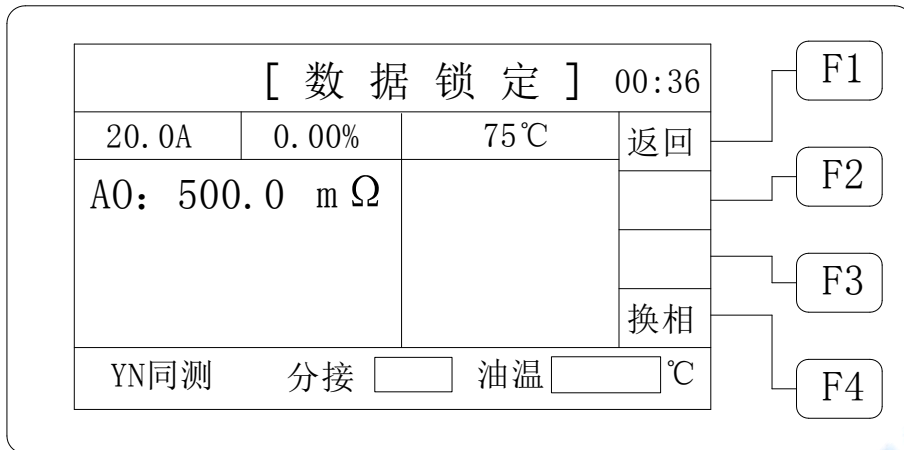 [ 数 据 锁 定 ] 00:36
F1
20.0A 0.00% 75℃ 返回
F2
AO: 500.0 mΩ
F3
换相
YN同测 分接 油温 ℃
F4